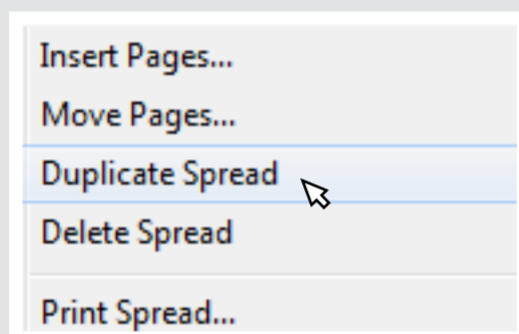 Insert Pages...
Move Pages...
Duplicate Spread
Delete Spread
Print Spread...